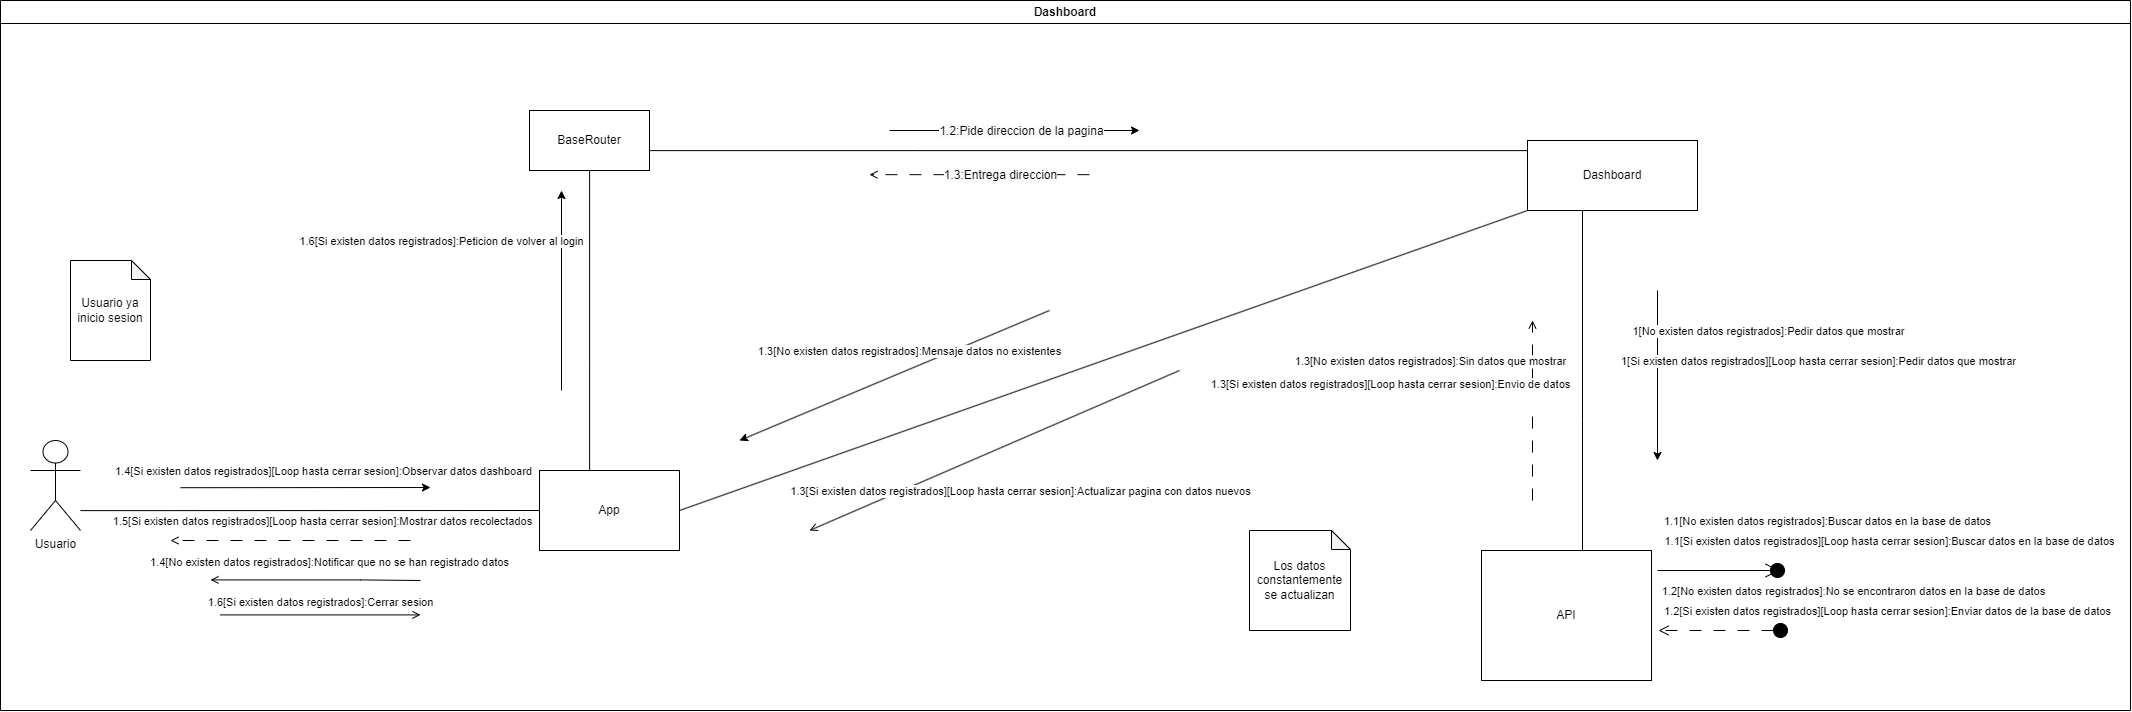 Dashboard
BaseRouter
1.2:Pide direccion de la pagina
1.3:Entrega direccion
Dashboard
1.6[Si existen datos registrados]:Peticion de volver al login
Usuario ya
inicio sesion
1.3[No existen datos registrados]:Mensaje datos no existentes
1.3[No existen datos registrados]:Sin datos que mostrar
1.3[Si existen datos registrados][Loop hasta cerrar sesion]:Envio de datos
1[No existen datos registrados]:Pedir datos que mostrar
1[Si existen datos registrados][Loop hasta cerrar sesion]:Pedir datos que mostrar
1.4[Si existen datos registrados][Loop hasta cerrar sesion]:Observar datos dashboard
App
1.3[Si existen datos registrados][Loop hasta cerrar sesion]:Actualizar pagina con datos nuevos
1.5[Si existen datos registrados][Loop hasta cerrar sesion]:Mostrar datos recolectados
Usuario
1.4[No existen datos registrados]:Notificar que no se han registrado datos
1.6[Si existen datos registrados]:Cerrar sesion
Los datos
constantemente
se actualizan
API
1.1[No existen datos registrados]:Buscar datos en la base de datos
1.1[Si existen datos registrados][Loop hasta cerrar sesion]:Buscar datos en la base de datos
1.2[No existen datos registrados]:No se encontraron datos en la base de datos
1.2[Si existen datos registrados][Loop hasta cerrar sesion]:Enviar datos de la base de datos